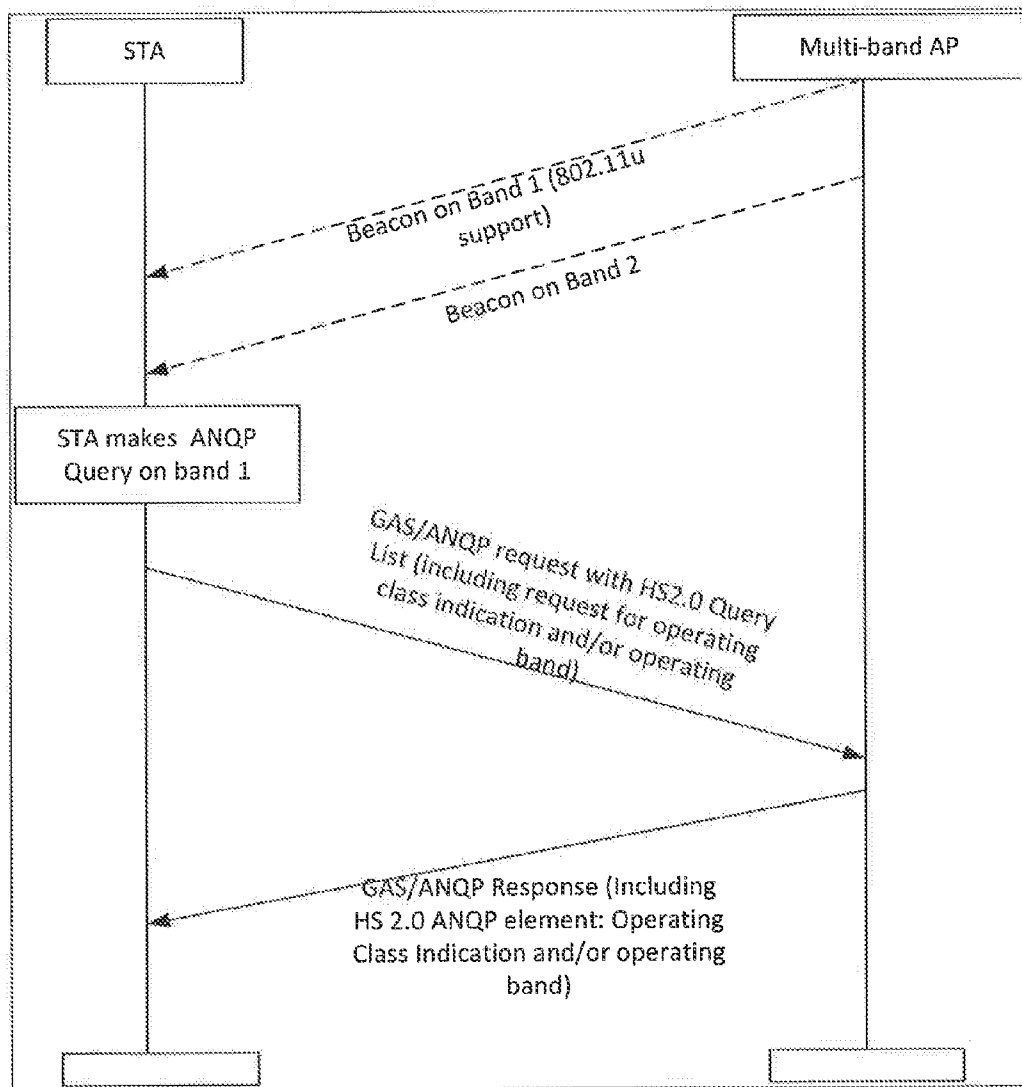 STA
Multi-band AP
Beacon on Band 1 (802.11u
support)
Beacon on Band 2
STA makes ANQP
Query on band 1
GAS/ANQP request with HS2.0 Query
List (including request for operating
class indication and/or operating
band)
GAS/ANQP Response (Including
HS 2.0 ANQP element: Operating
Class Indication and/or operating
band)